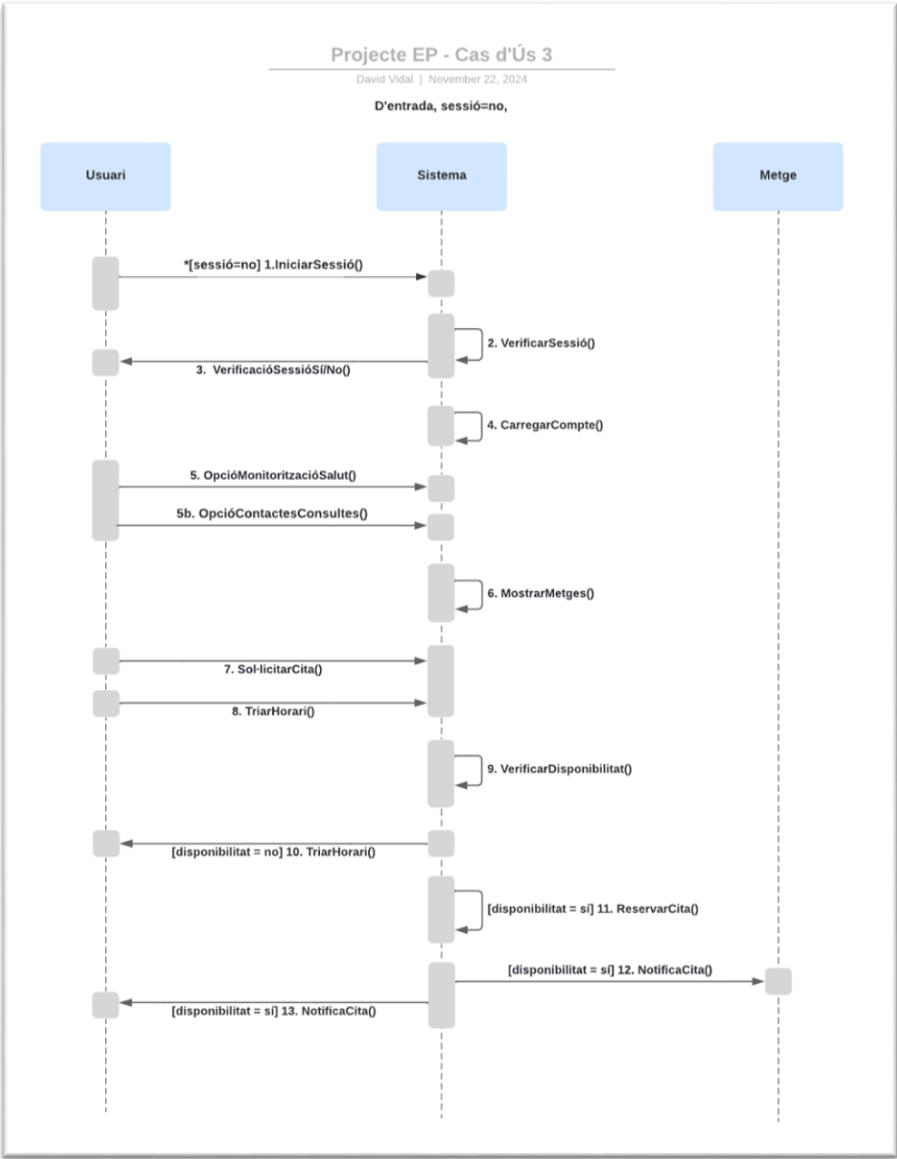 Projecte EP - Cas d'Ús 3
David Vidal | November 22, 2024
D'entrada, sessió=no,
Usuari
Sistema
Metge
*[sessió=no] 1.IniciarSessió()
2. VerificarSessió()
3.  VerificacióSessióSí/No()
4. CarregarCompte()
5. OpcióMonitoritzacióSalut()
5b. OpcióContactesConsultes()
6. MostrarMetges()
7. Sol·licitarCita()
8. TriarHorari()
9. VerificarDisponibilitat()
[disponibilitat = no] 10. TriarHorari()
[disponibilitat = sí] 11. ReservarCita()
[disponibilitat = sí] 12. NotificaCita()
[disponibilitat = sí] 13. NotificaCita()